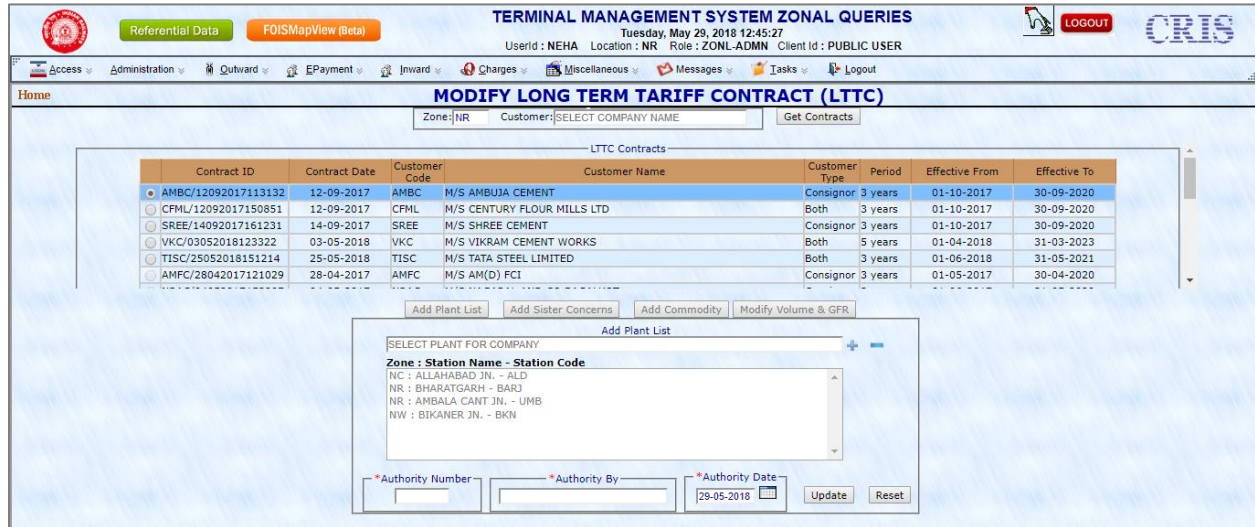 TERMINAL MANAGEMENT SYSTEM ZONAL QUERIES
Referential Data FOISMapView (Beta) Tuesday, May 29, 2018 12:45:27 LOGOUT CRIS
UserId : NEHA Location : NR Role : ZONL-ADMN Client Id : PUBLIC USER
Access Administration Outward EPayment Inward Charges Miscellaneous Messages Tasks Logout
Home MODIFY LONG TERM TARIFF CONTRACT (LTTC)
Zone: NR Customer: SELECT COMPANY NAME Get Contracts
LTTC Contracts
Contract ID Contract Date Customer Code Customer Name Customer Type Period Effective From Effective To
AMBC/12092017113132 12-09-2017 AMBC M/S AMBUJA CEMENT Consignor 3 years 01-10-2017 30-09-2020
CFML/12092017150851 12-09-2017 CFML M/S CENTURY FLOUR MILLS LTD Both 3 years 01-10-2017 30-09-2020
SREE/14092017161231 14-09-2017 SREE M/S SHREE CEMENT Consignor 3 years 01-10-2017 30-09-2020
VKC/03052018123322 03-05-2018 VKC M/S VIKRAM CEMENT WORKS Both 5 years 01-04-2018 31-03-2023
TISC/25052018151214 25-05-2018 TISC M/S TATA STEEL LIMITED Both 3 years 01-06-2018 31-05-2021
AMFC/28042017121029 28-04-2017 AMFC M/S AM(D) FCI Consignor 3 years 01-05-2017 30-04-2020
Add Plant List Add Sister Concerns Add Commodity Modify Volume & GFR
Add Plant List
SELECT PLANT FOR COMPANY
Zone : Station Name - Station Code
NC : ALLAHABAD JN. - ALD
NR : BHARATGARH - BARJ
NR : AMBALA CANT JN. - UMB
NW : BIKANER JN. - BKN
*Authority Number *Authority By *Authority Date
29-05-2018 Update Reset